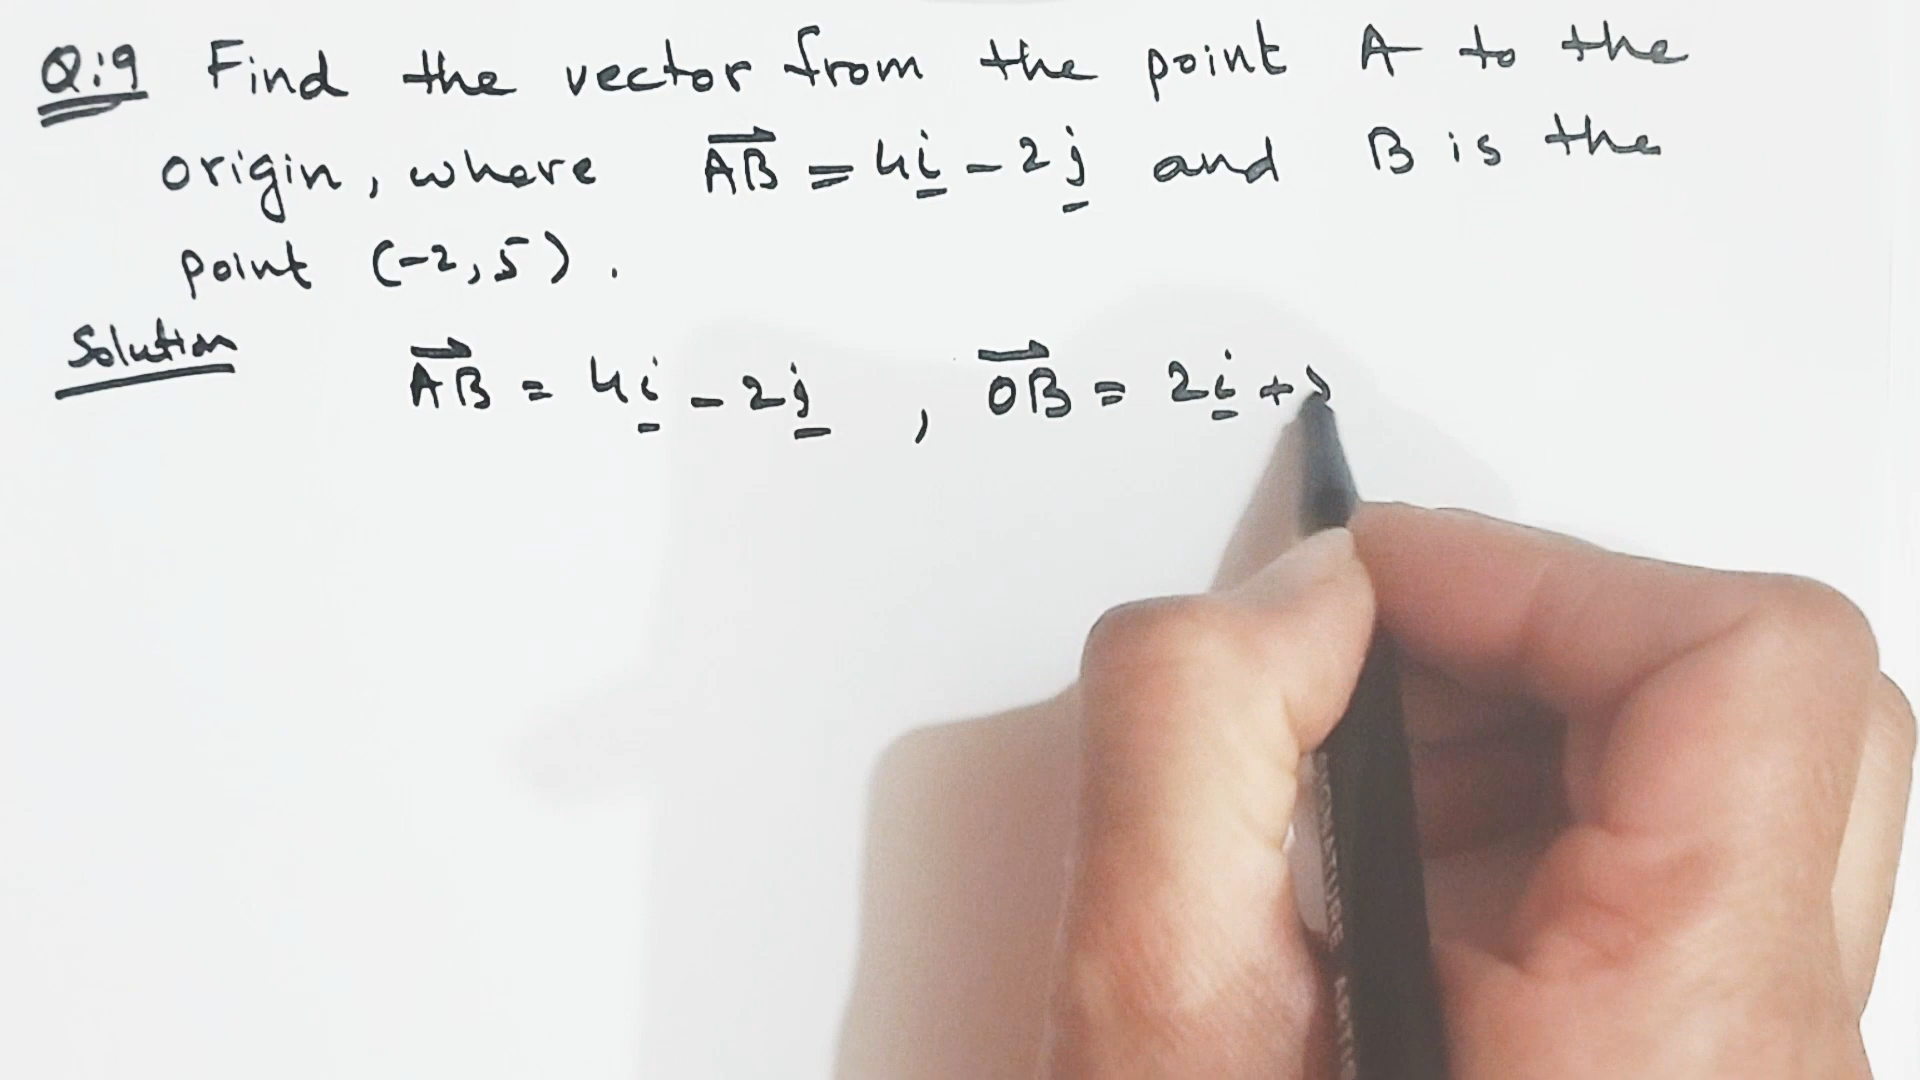 Q:9 Find the vector from the point A to the
origin, where AB = 4i - 2j and B is the
point (-2,5).
Solution AB = 4i - 2j , OB = 2i +
SIGNATURE